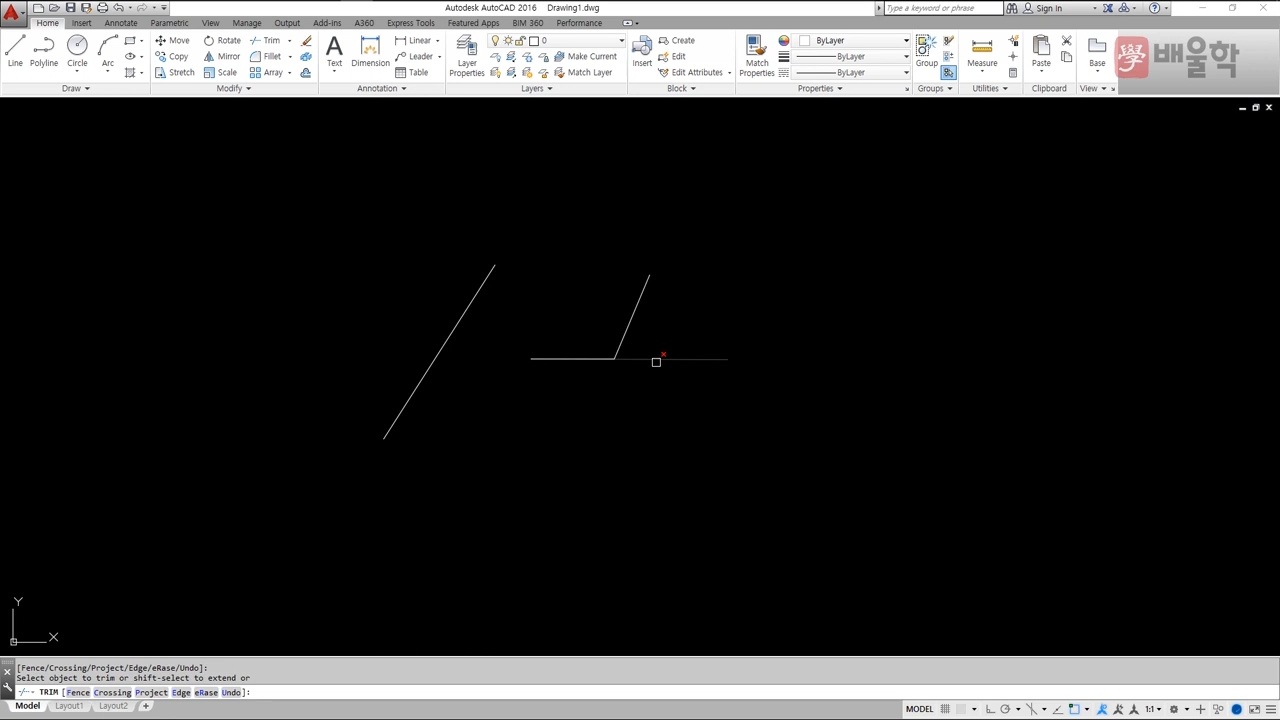 Autodesk AutoCAD 2016 Drawing1.dwg
Type a keyword or phrase
Sign In
Home Insert Annotate Parametric View Manage Output Add-ins A360 Express Tools Featured Apps BIM 360 Performance
Line
Polyline
Circle
Arc
Move
Rotate
Trim
Copy
Mirror
Fillet
Stretch
Scale
Array
Text
Dimension
Linear
Leader
Table
Layer
Properties
0
Make Current
Match Layer
Insert
Create
Edit
Edit Attributes
Match
Properties
ByLayer
ByLayer
ByLayer
Group
Measure
Paste
Base
學 배울학
Draw Modify Annotation Layers Block Properties Groups Utilities Clipboard View
Y
X
[Fence/Crossing/Project/Edge/eRase/Undo]:
Select object to trim or shift-select to extend or
TRIM [Fence Crossing Project Edge eRase Undo]:
Model Layout1 Layout2 +
MODEL 1:1